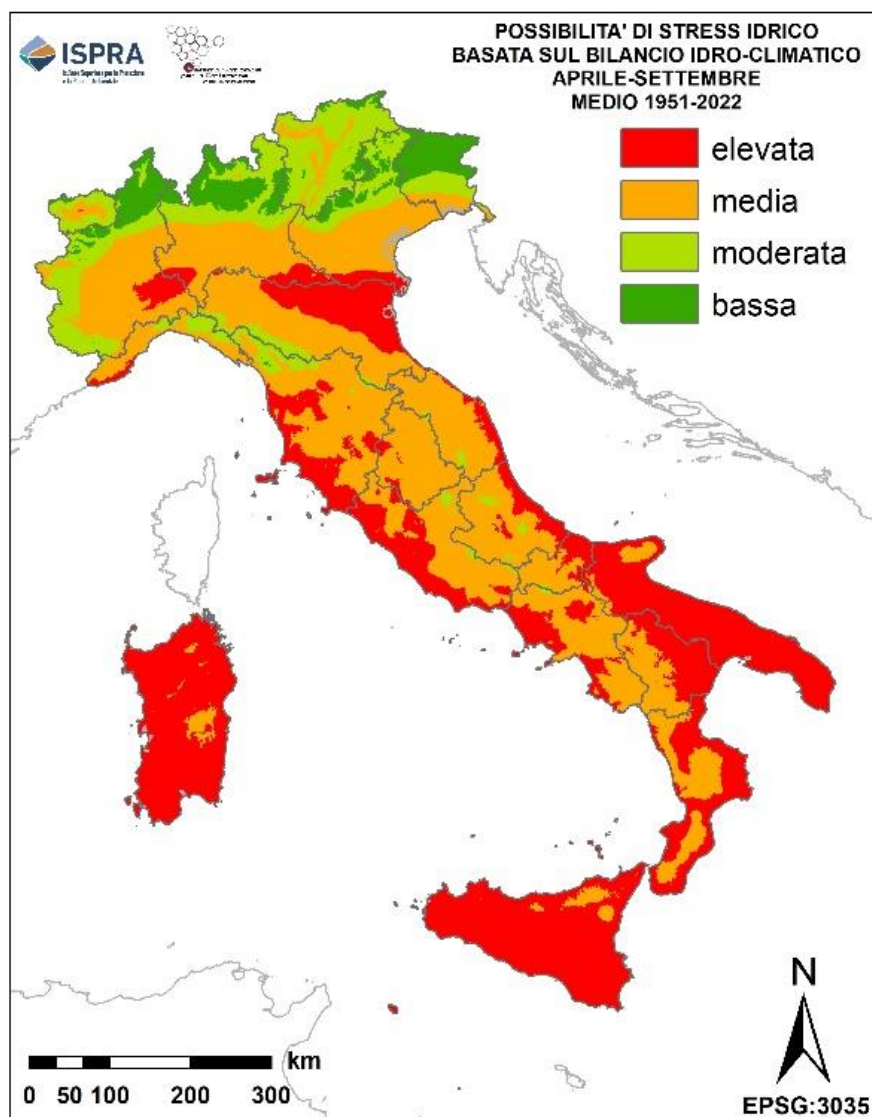 ISPRA
POSSIBILITA' DI STRESS IDRICO
BASATA SUL BILANCIO IDRO-CLIMATICO
APRILE-SETTEMBRE
MEDIO 1951-2022
elevata
media
moderata
bassa
km
0 50 100 200 300
N
EPSG:3035